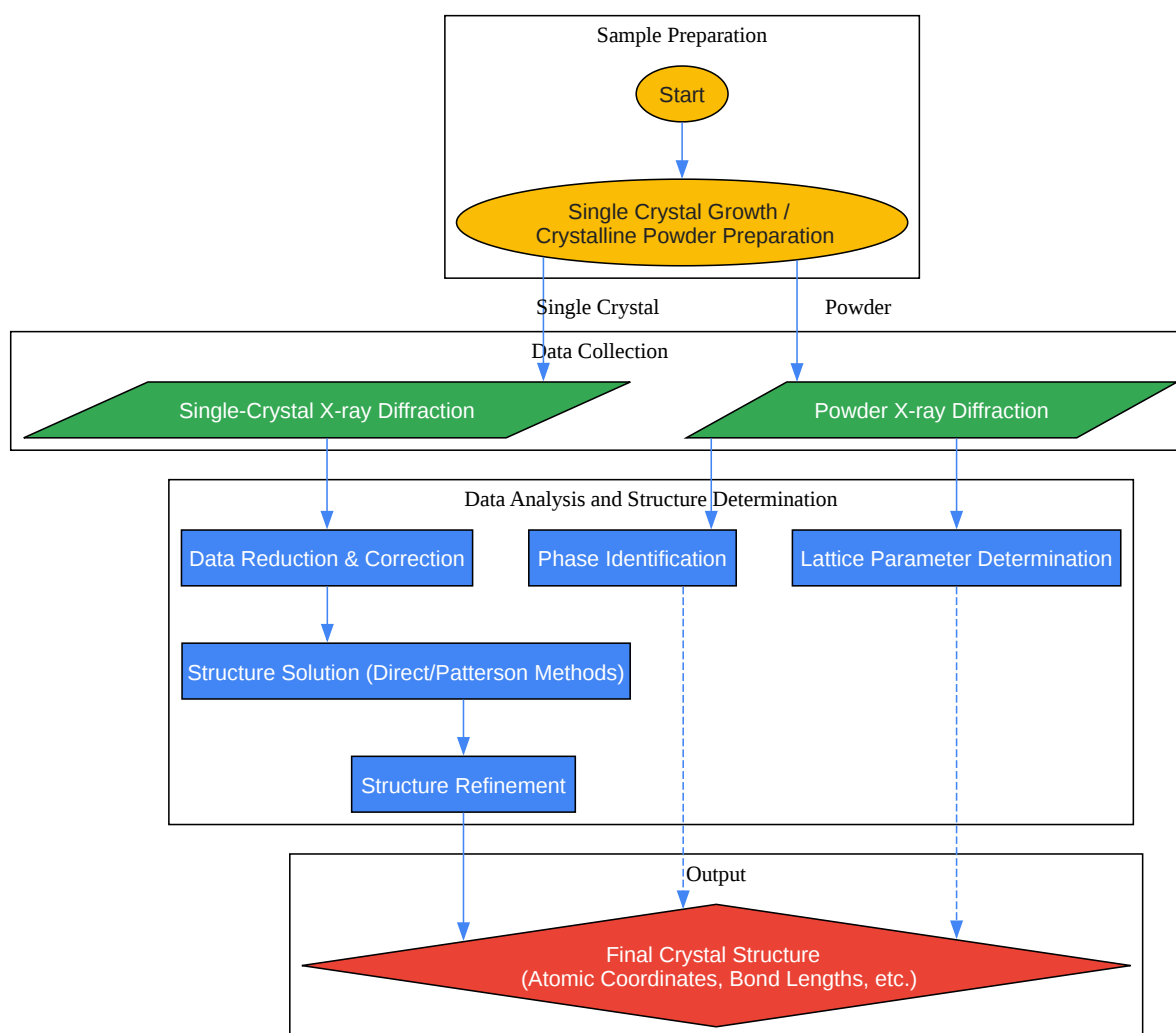 Sample Preparation
Start
Single Crystal Growth /
Crystalline Powder Preparation
Single Crystal
Powder
Data Collection
Single-Crystal X-ray Diffraction
Powder X-ray Diffraction
Data Analysis and Structure Determination
Data Reduction & Correction
Phase Identification
Lattice Parameter Determination
Structure Solution (Direct/Patterson Methods)
Structure Refinement
Output
Final Crystal Structure
(Atomic Coordinates, Bond Lengths, etc.)